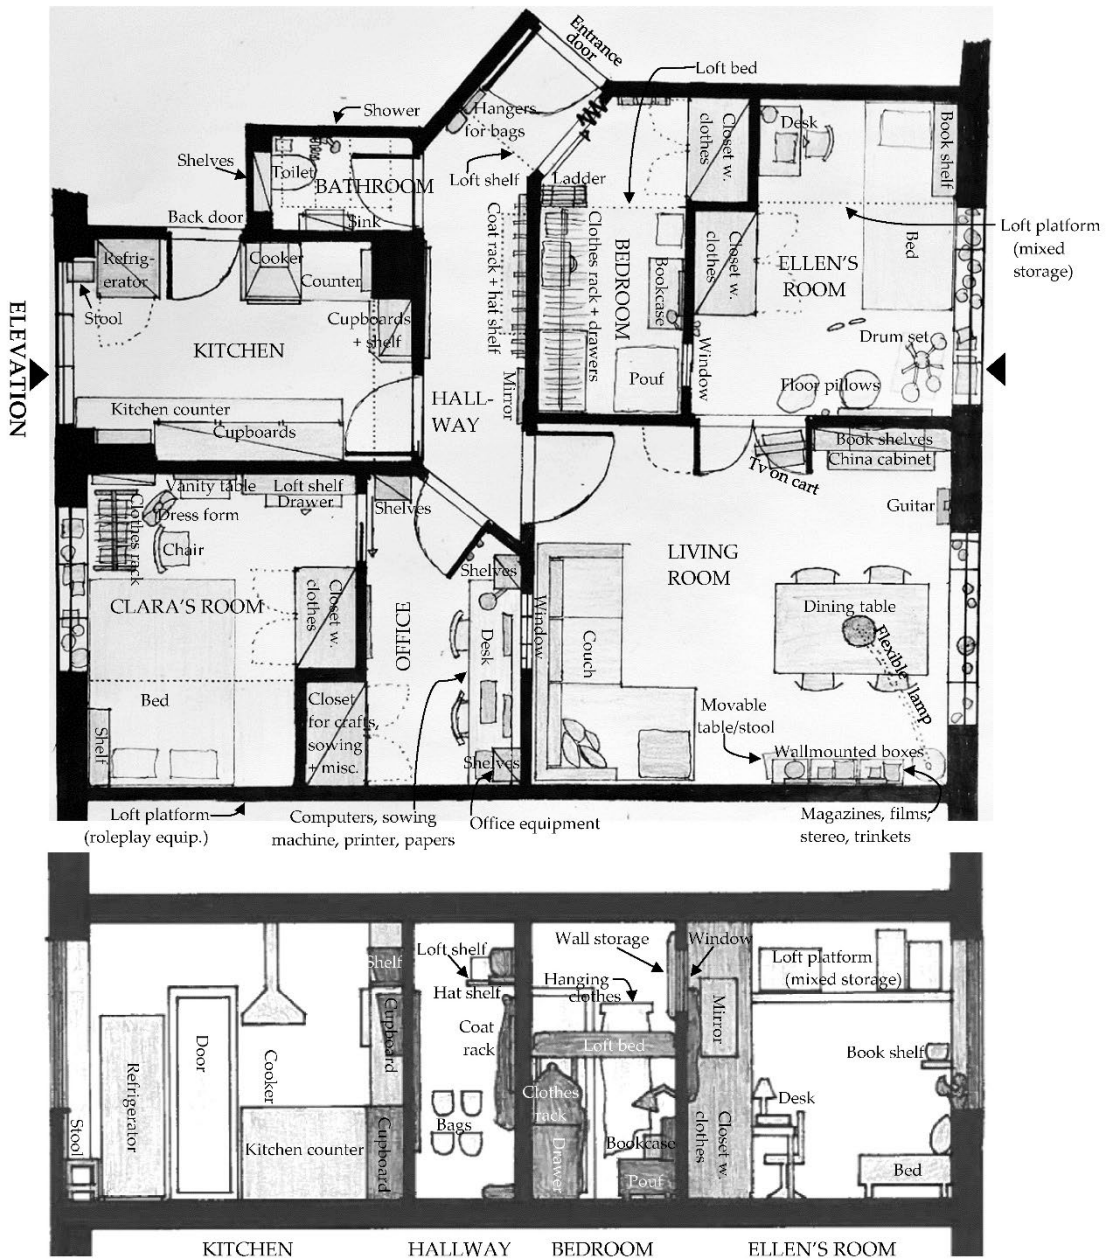 Entrance
door
Loft bed
Shower
Hangers
for bags
Closet w.
clothes
Desk
Book shelf
Shelves
Toilet
BATHROOM
Loft shelf
Ladder
Back door
Sink
Coat rack + hat shelf
Clothes rack + drawers
BEDROOM
Bookcase
Closet w.
clothes
ELLEN'S
ROOM
Bed
Loft platform
(mixed
storage)
Refrig-
erator
Cooker
Counter
Stool
Cupboards
+ shelf
KITCHEN
ELEVATION
Pouf
Window
Drum set
Floor pillows
Mirror
HALL-
WAY
Kitchen counter
Cupboards
Book shelves
China cabinet
Tv on cart
Guitar
Vanity table
Loft shelf
Drawer
Dress form
Clothes rack
Chair
Shelves
CLARA'S ROOM
Closet w.
clothes
OFFICE
Shelves
Desk
Window
LIVING
ROOM
Couch
Dining table
Flexible lamp
Bed
Shelf
Closet
for crafts,
sowing
+ misc.
Shelves
Movable
table/stool
Wallmounted boxes
Loft platform
(roleplay equip.)
Computers, sowing
machine, printer, papers
Office equipment
Magazines, films,
stereo, trinkets
Shelf
Loft shelf
Hat shelf
Wall storage
Window
Hanging
clothes
Loft platform
(mixed storage)
Mirror
Coat
rack
Cupboard
Loft bed
Door
Refrigerator
Cooker
Book shelf
Clothes
rack
Desk
Stool
Kitchen counter
Cupboard
Bags
Drawer
Bookcase
Pouf
Closet w.
clothes
Bed
KITCHEN
HALLWAY
BEDROOM
ELLEN'S ROOM